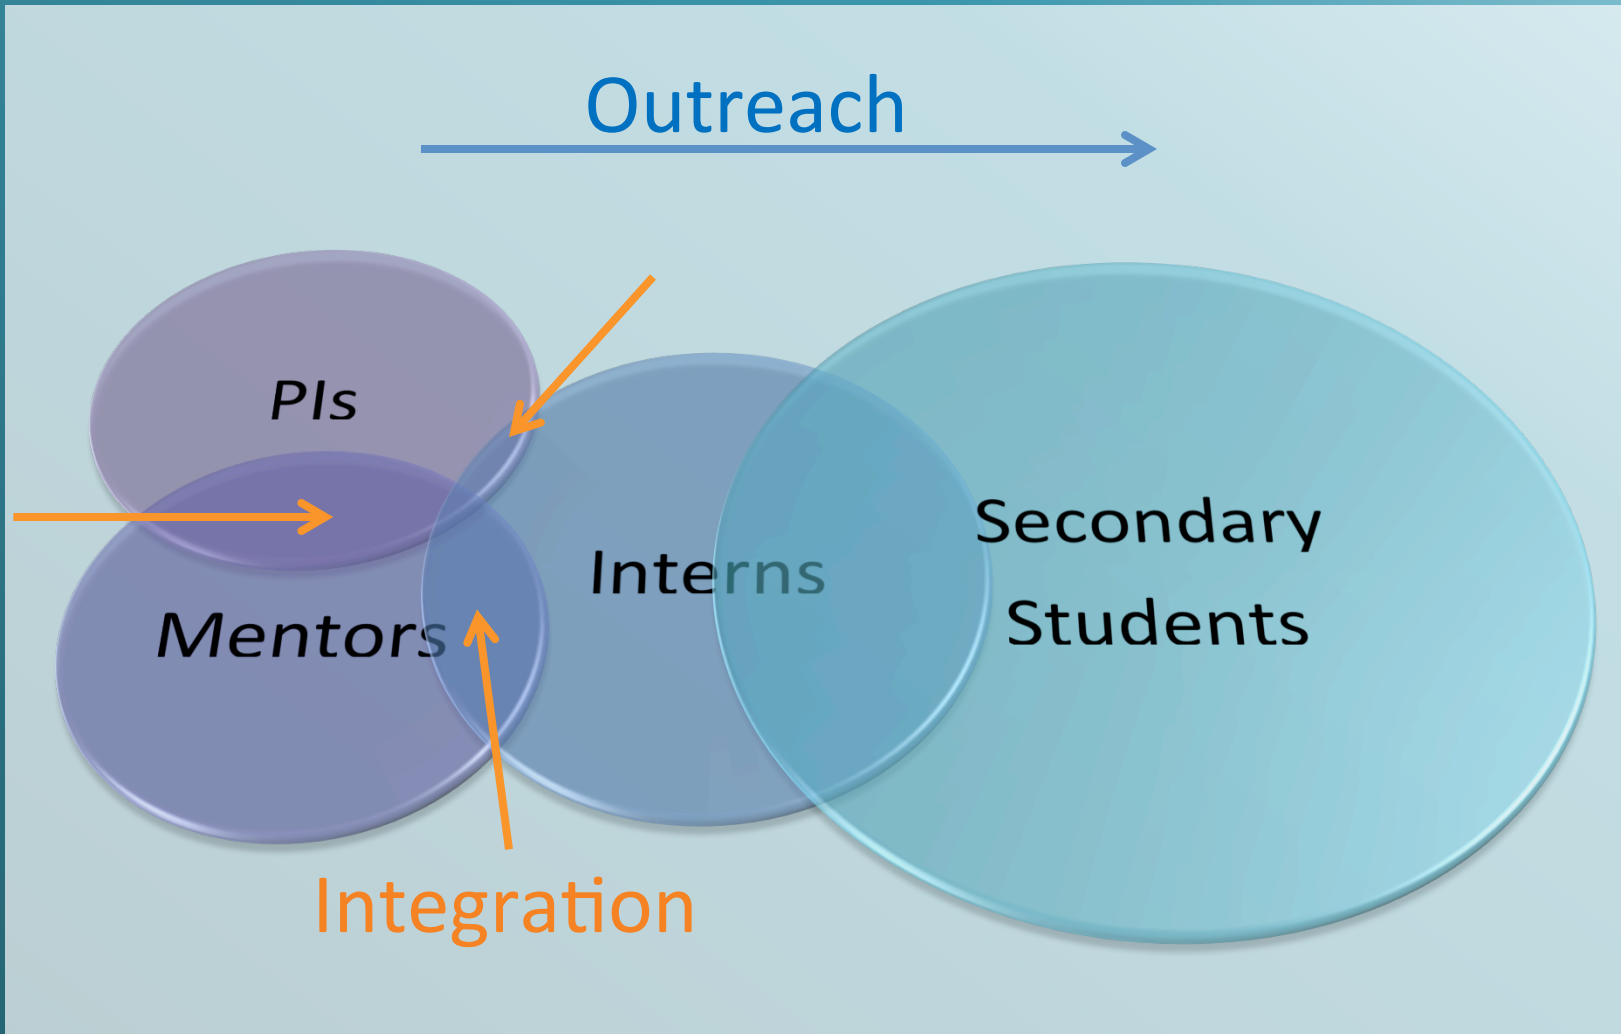 Outreach
PIs
Mentors
Interns
Secondary
Students
Integration